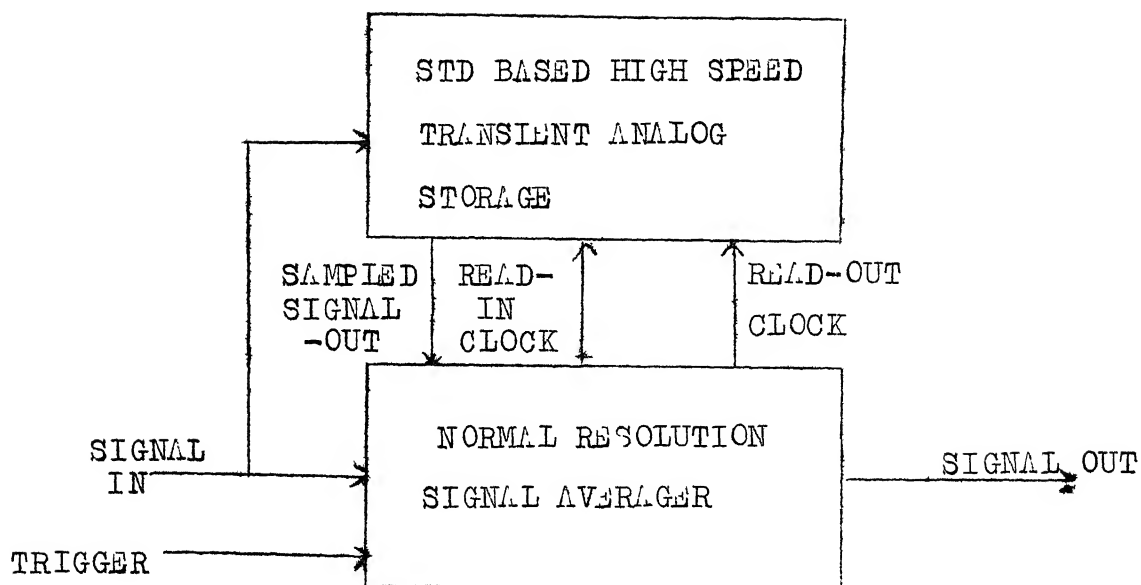 STD BASED HIGH SPEED
TRANSIENT ANALOG
STORAGE
SAMPLED
SIGNAL
-OUT
READ-
IN
CLOCK
READ-OUT
CLOCK
SIGNAL
IN
NORMAL RESOLUTION
SIGNAL AVERAGER
SIGNAL OUT
TRIGGER